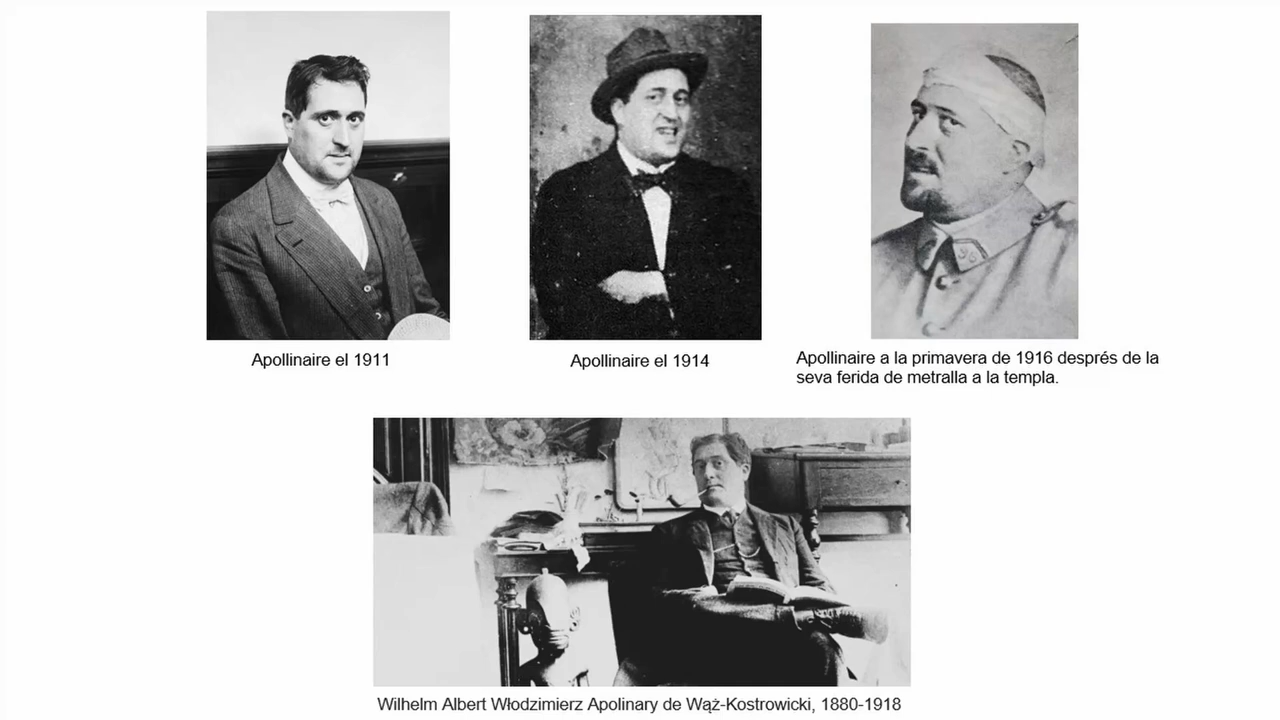 Apollinaire el 1911
Apollinaire el 1914
Apollinaire a la primavera de 1916 després de la
seva ferida de metralla a la templa.
Wilhelm Albert Włodzimierz Apolinary de Wąż-Kostrowicki, 1880-1918